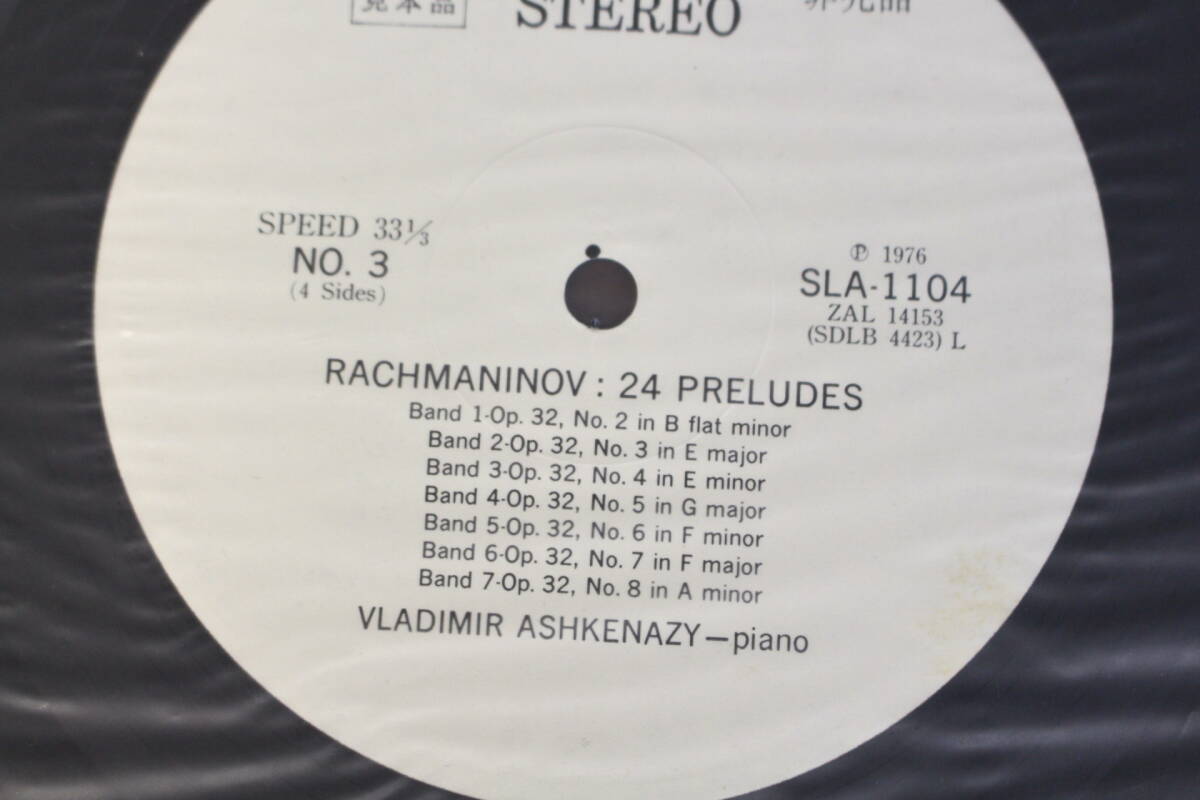 見本品 STEREO 非売品
SPEED 33⅓
NO. 3
(4 Sides)
℗ 1976
SLA-1104
ZAL 14153
(SDLB 4423) L
RACHMANINOV : 24 PRELUDES
Band 1-Op. 32, No. 2 in B flat minor
Band 2-Op. 32, No. 3 in E major
Band 3-Op. 32, No. 4 in E minor
Band 4-Op. 32, No. 5 in G major
Band 5-Op. 32, No. 6 in F minor
Band 6-Op. 32, No. 7 in F major
Band 7-Op. 32, No. 8 in A minor
VLADIMIR ASHKENAZY—piano